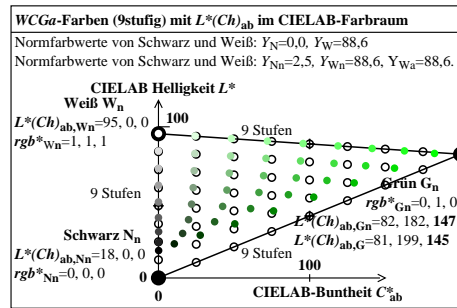 WCGa-Farben (9stufig) mit L*(Ch)ab im CIELAB-Farbraum
Normfarbwerte von Schwarz und Weiß: YN=0,0, YW=88,6
Normfarbwerte von Schwarz und Weiß: YNn=2,5, YWn=88,6, YWa=88,6.
CIELAB Helligkeit L*
Weiß Wn
100
L*(Ch)ab,Wn=95, 0, 0
rgb*Wn=1, 1, 1
9 Stufen
9 Stufen
Grün Gn
rgb*Gn=0, 1, 0
L*(Ch)ab,Gn=82, 182, 147
L*(Ch)ab,G=81, 199, 145
Schwarz Nn
L*(Ch)ab,Nn=18, 0, 0
rgb*Nn=0, 0, 0
9 Stufen
0
0
100
CIELAB-Buntheit C*ab